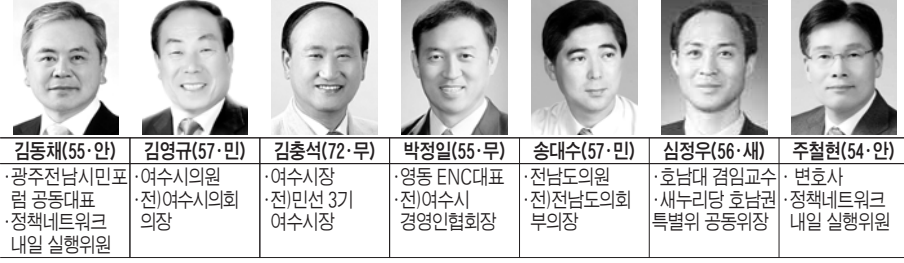 김동채(55·안)
·광주전남시민포
럼 공동대표
·정책네트워크
내일 실행위원
김영규(57·민)
·여수시의원
·전)여수시의회
의장
김충석(72·무)
·여수시장
·전)민선 3기
여수시장
박정일(55·무)
·영동 ENC대표
·전)여수시
경영인협회장
송대수(57·민)
·전남도의원
·전)전남도의회
부의장
심정우(56·새)
·호남대 겸임교수
·새누리당 호남권
특별위 공동위장
주철현(54·안)
· 변호사
·정책네트워크
내일 실행위원